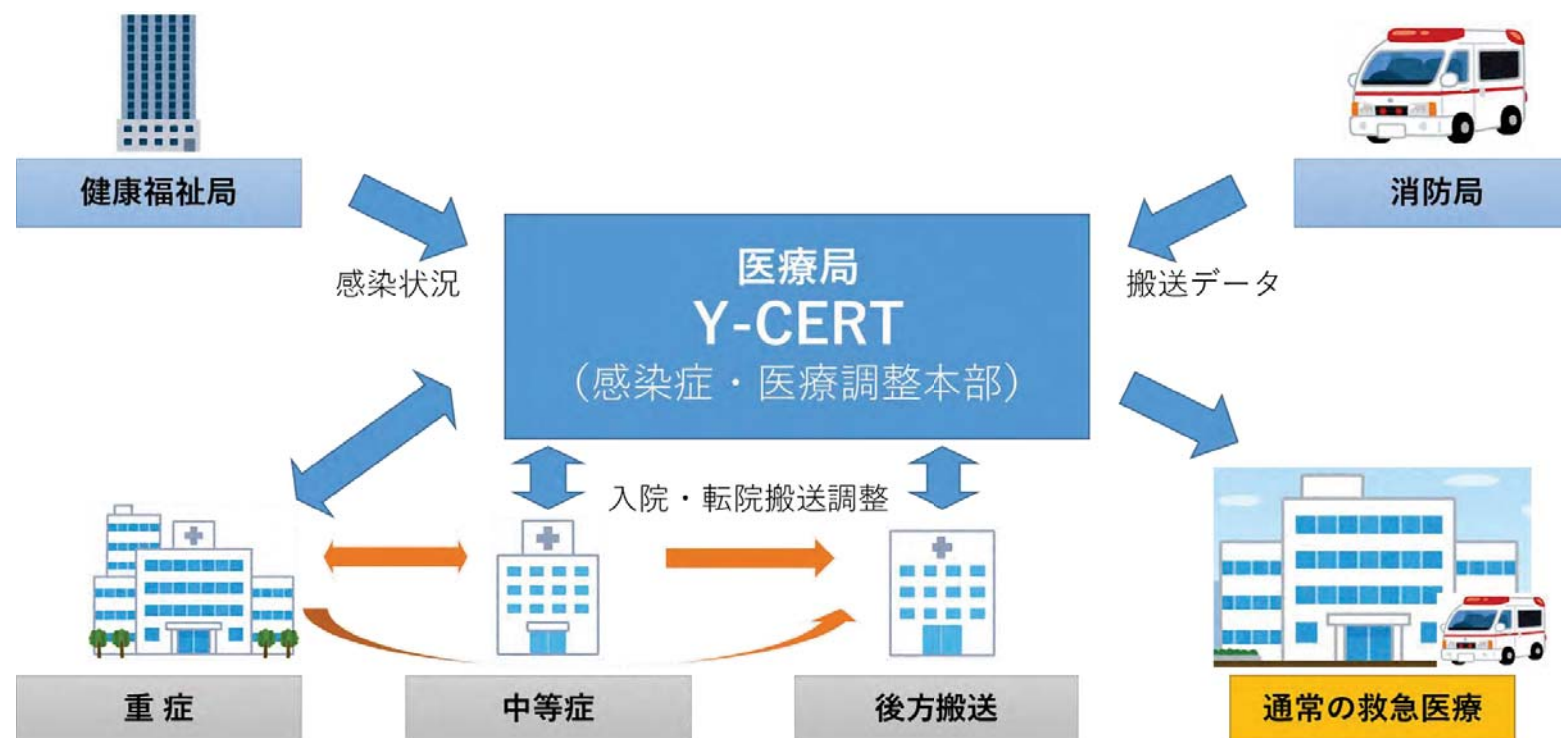 健康福祉局
消防局
感染状況
医療局
Y-CERT
（感染症・医療調整本部）
搬送データ
入院・転院搬送調整
重 症
中等症
後方搬送
通常の救急医療